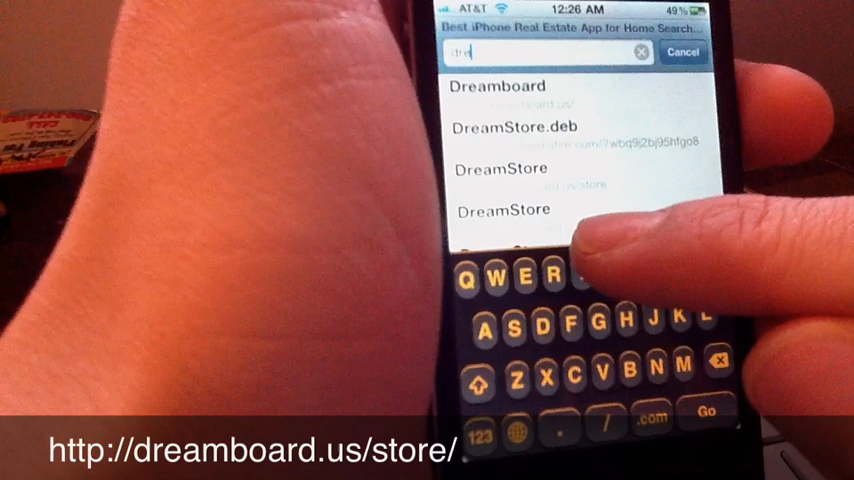 AT&T 12:26 AM 49%
Best iPhone Real Estate App for Home Search...
dre Cancel
Dreamboard
DreamStore.deb
DreamStore
DreamStore
Q W E R
A S D F G H J K L
Z X C V B N M
123 . / .com Go
http://dreamboard.us/store/